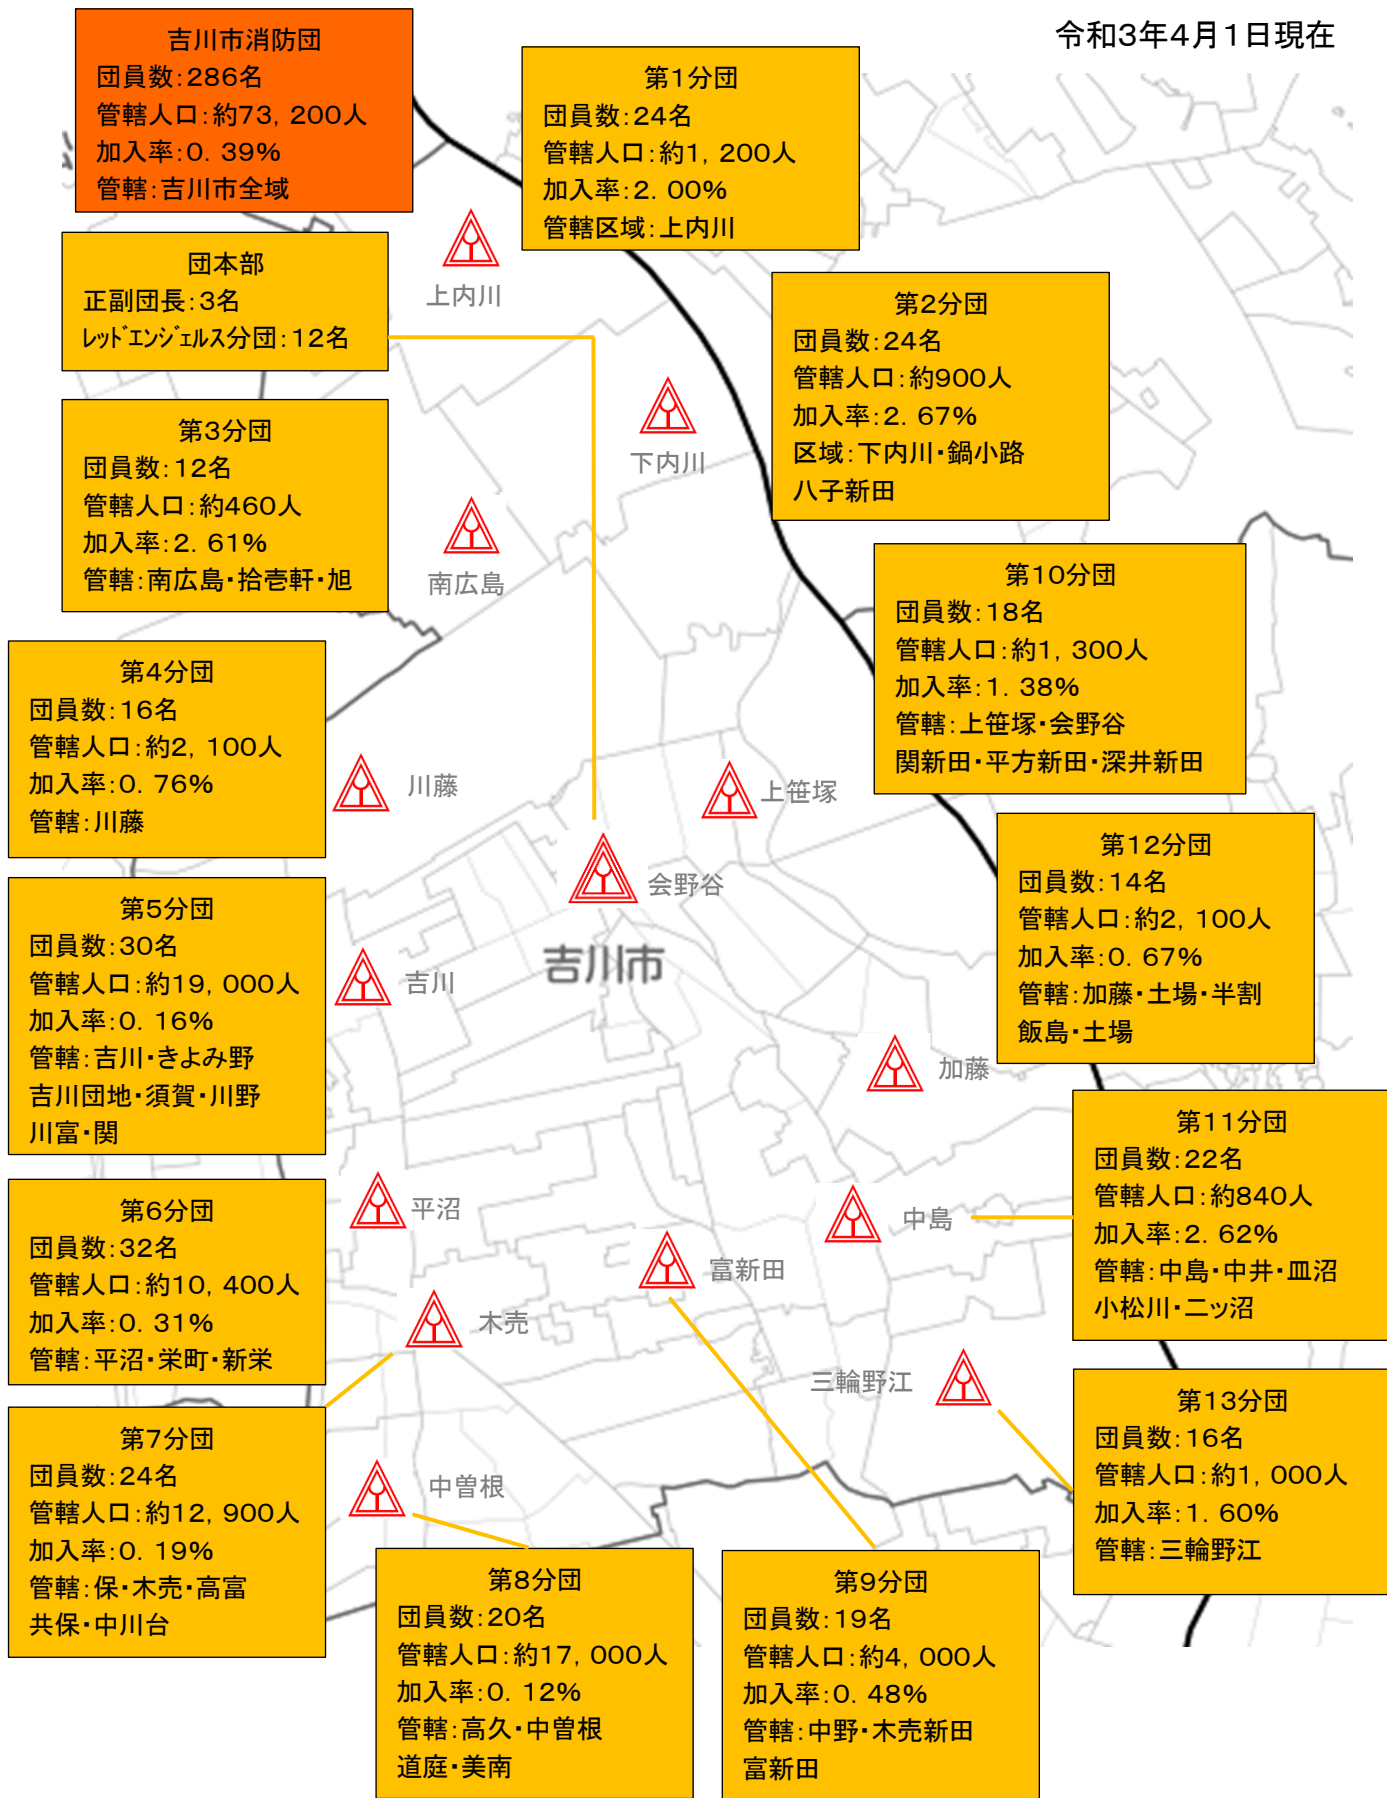 令和3年4月1日現在
吉川市消防団
団員数:286名
管轄人口:約73,200人
加入率:0.39%
管轄:吉川市全域
第1分団
団員数:24名
管轄人口:約1,200人
加入率:2.00%
管轄区域:上内川
団本部
正副団長:3名
ﾚｯﾄﾞｴﾝｼﾞｪﾙｽ分団:12名
上内川
第2分団
団員数:24名
管轄人口:約900人
加入率:2.67%
区域:下内川・鍋小路
八子新田
下内川
第3分団
団員数:12名
管轄人口:約460人
加入率:2.61%
管轄:南広島・拾壱軒・旭
南広島
第10分団
団員数:18名
管轄人口:約1,300人
加入率:1.38%
管轄:上笹塚・会野谷
関新田・平方新田・深井新田
第4分団
団員数:16名
管轄人口:約2,100人
加入率:0.76%
管轄:川藤
川藤
上笹塚
会野谷
第12分団
団員数:14名
管轄人口:約2,100人
加入率:0.67%
管轄:加藤・土場・半割
飯島・土場
第5分団
団員数:30名
管轄人口:約19,000人
加入率:0.16%
管轄:吉川・きよみ野
吉川団地・須賀・川野
川富・関
吉川
吉川市
加藤
第11分団
団員数:22名
管轄人口:約840人
加入率:2.62%
管轄:中島・中井・皿沼
小松川・二ッ沼
第6分団
団員数:32名
管轄人口:約10,400人
加入率:0.31%
管轄:平沼・栄町・新栄
平沼
中島
富新田
木売
三輪野江
第13分団
団員数:16名
管轄人口:約1,000人
加入率:1.60%
管轄:三輪野江
第7分団
団員数:24名
管轄人口:約12,900人
加入率:0.19%
管轄:保・木売・高富
共保・中川台
中曽根
第8分団
団員数:20名
管轄人口:約17,000人
加入率:0.12%
管轄:高久・中曽根
道庭・美南
第9分団
団員数:19名
管轄人口:約4,000人
加入率:0.48%
管轄:中野・木売新田
富新田